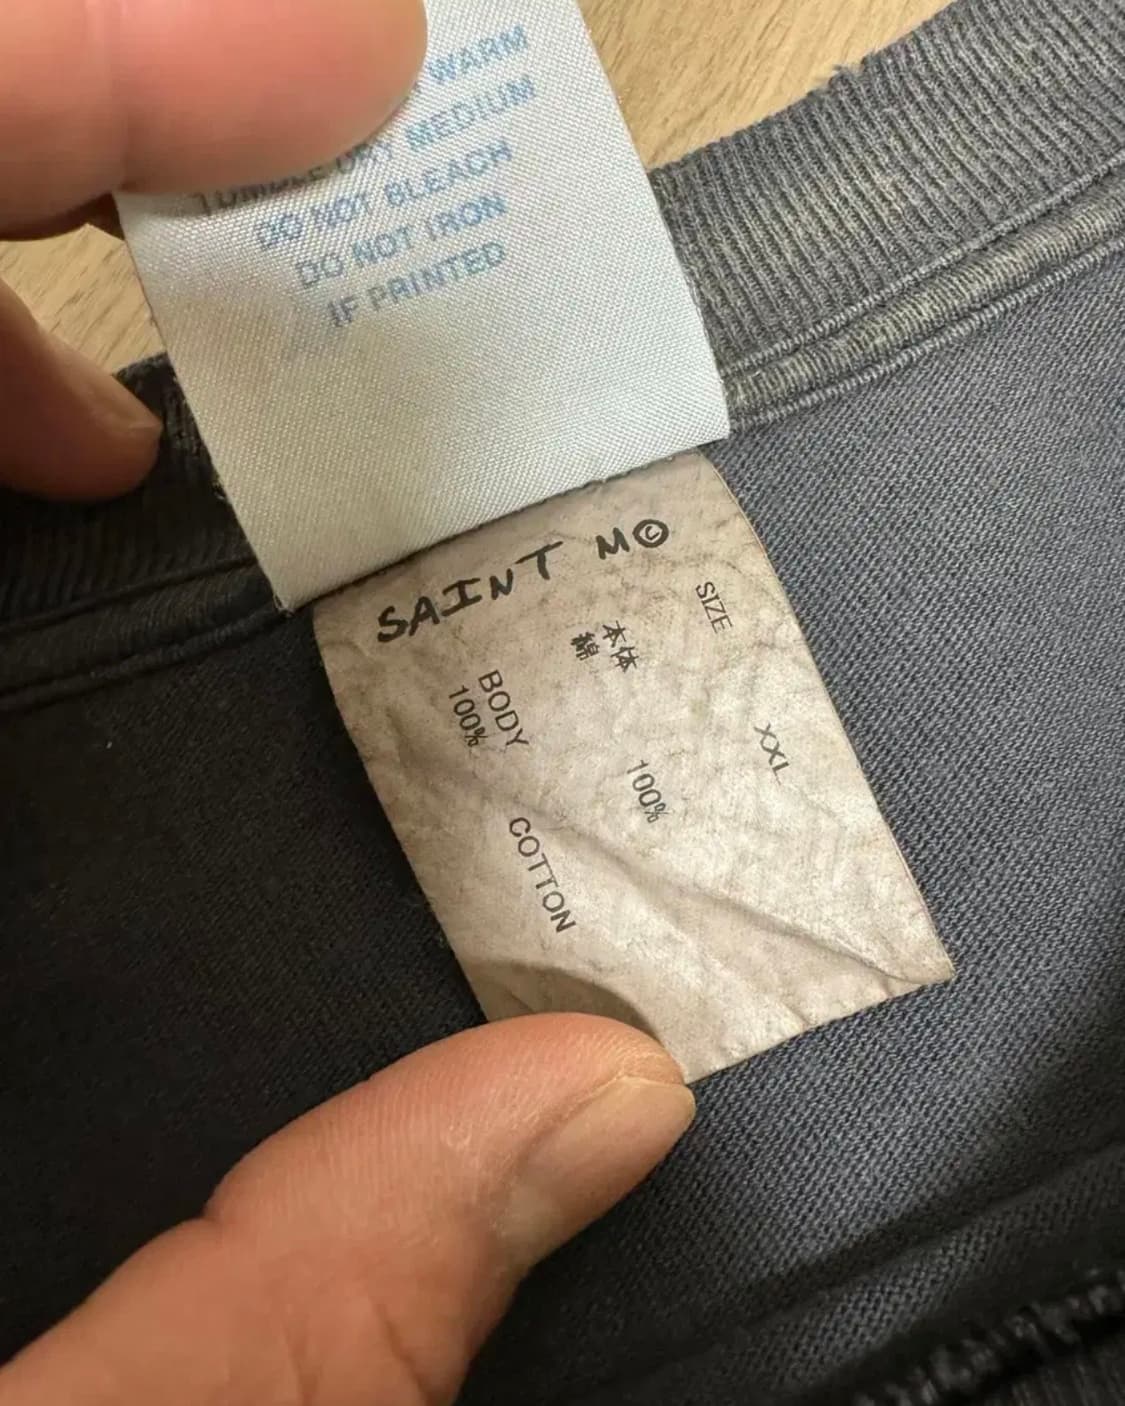 WARM
TUMBLE DRY MEDIUM
DO NOT BLEACH
DO NOT IRON
IF PRINTED
SAINT M©
SIZE XXL
本体
綿 100%
BODY
100% COTTON